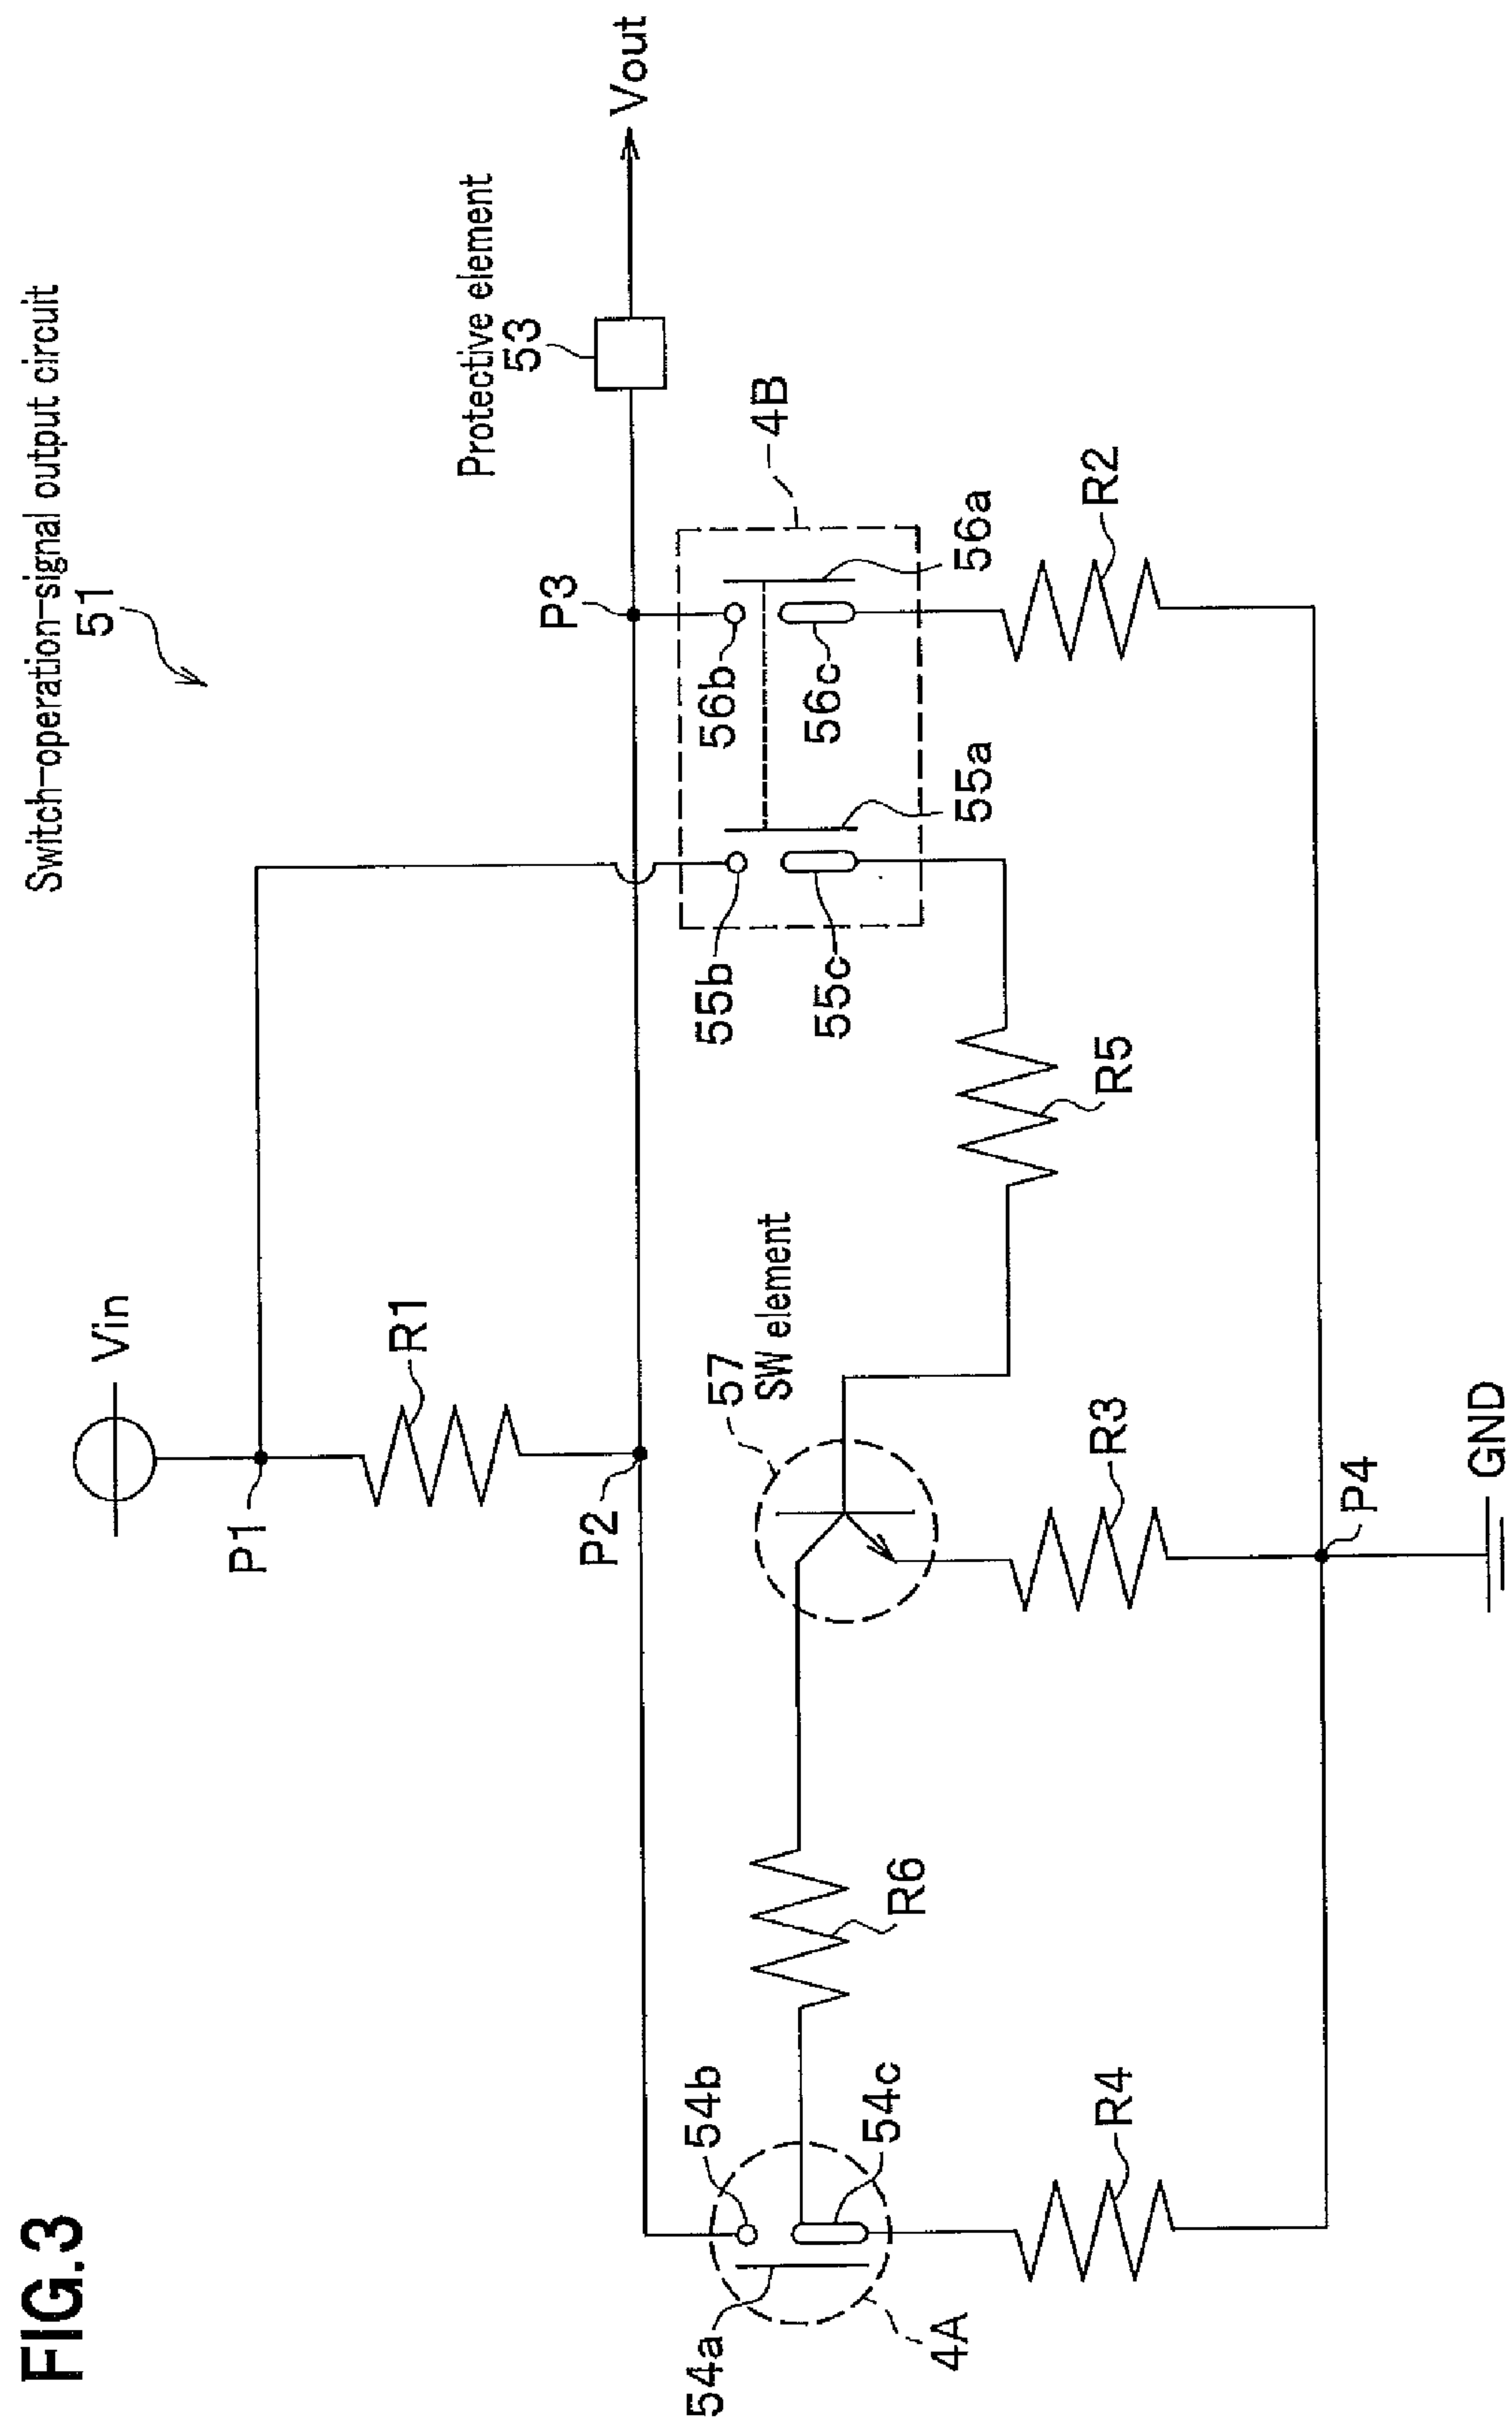 FIG.3
Switch-operation-signal output circuit
51
Vin
P1
R1
Protective element
53
Vout
P3
P2
4B
56b
56a
56c
55b
55a
55c
57
SW element
54b
54a
54c
4A
R6
R5
R2
R3
R4
P4
GND